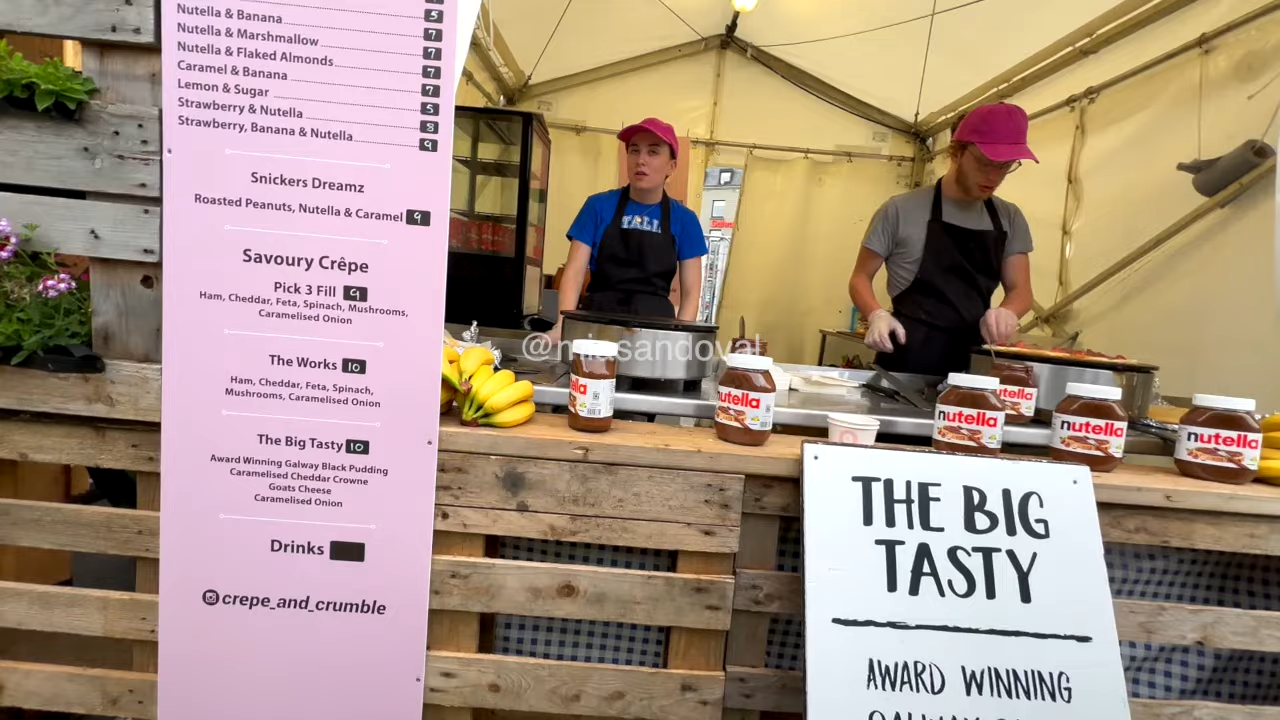 Nutella & Banana 5
Nutella & Marshmallow 7
Nutella & Flaked Almonds 7
Caramel & Banana 7
Lemon & Sugar 7
Strawberry & Nutella 5
Strawberry, Banana & Nutella 8
9
Snickers Dreamz
Roasted Peanuts, Nutella & Caramel 9
Savoury Crêpe
Pick 3 Fill 9
Ham, Cheddar, Feta, Spinach, Mushrooms,
Caramelised Onion
The Works 10
Ham, Cheddar, Feta, Spinach,
Mushrooms, Caramelised Onion
The Big Tasty 10
Award Winning Galway Black Pudding
Caramelised Cheddar Crowne
Goats Cheese
Caramelised Onion
Drinks
crepe_and_crumble
nutella
nutella
nutella
nutella
nutella
THE BIG
TASTY
AWARD WINNING